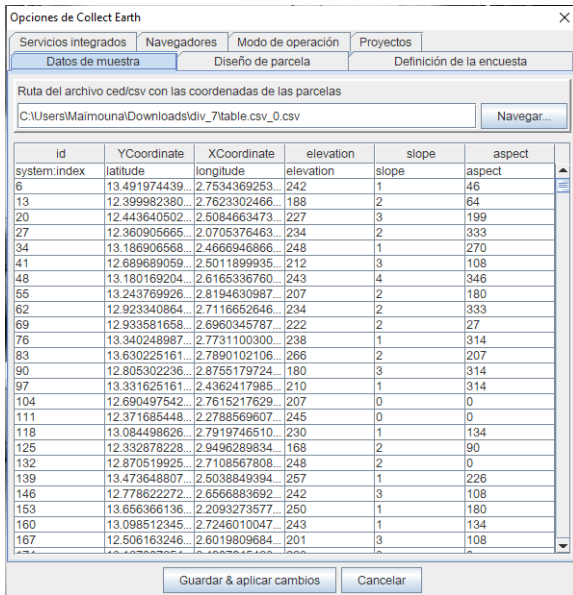 Opciones de Collect Earth
Servicios integrados Navegadores Modo de operación Proyectos
Datos de muestra Diseño de parcela Definición de la encuesta
Ruta del archivo ced/csv con las coordenadas de las parcelas
C:\Users\Maïmouna\Downloads\div_7\table.csv_0.csv Navegar...
id YCoordinate XCoordinate elevation slope aspect
system:index latitude longitude elevation slope aspect
6 13.491974439... 2.7534369253... 242 1 46
13 12.399982380... 2.7623302466... 188 2 64
20 12.443640502... 2.5084663473... 227 3 199
27 12.360905665... 2.0705376463... 234 2 333
34 13.186906568... 2.4666946866... 248 1 270
41 12.689689059... 2.5011899935... 212 3 108
48 13.180169204... 2.6165336760... 243 4 346
55 13.243769926... 2.8194630987... 207 2 180
62 12.923340864... 2.7116652646... 234 2 333
69 12.933581658... 2.6960345787... 222 2 27
76 13.340248987... 2.7731100300... 238 1 314
83 13.630225161... 2.7890102106... 266 2 207
90 12.805302236... 2.8755179724... 180 3 314
97 13.331625161... 2.4362417985... 210 1 314
104 12.690497542... 2.7615217629... 207 0 0
111 12.371685448... 2.2788569607... 245 0 0
118 13.084498626... 2.7919746510... 230 1 134
125 12.332878228... 2.9496289834... 168 2 90
132 12.870519925... 2.7108567808... 248 2 0
139 13.473648807... 2.5038849394... 257 1 226
146 12.778622272... 2.6566883692... 242 3 108
153 13.656366136... 2.2093273577... 250 1 180
160 13.098512345... 2.7246010047... 243 1 134
167 12.506163246... 2.6019809684... 201 3 108
Guardar & aplicar cambios Cancelar